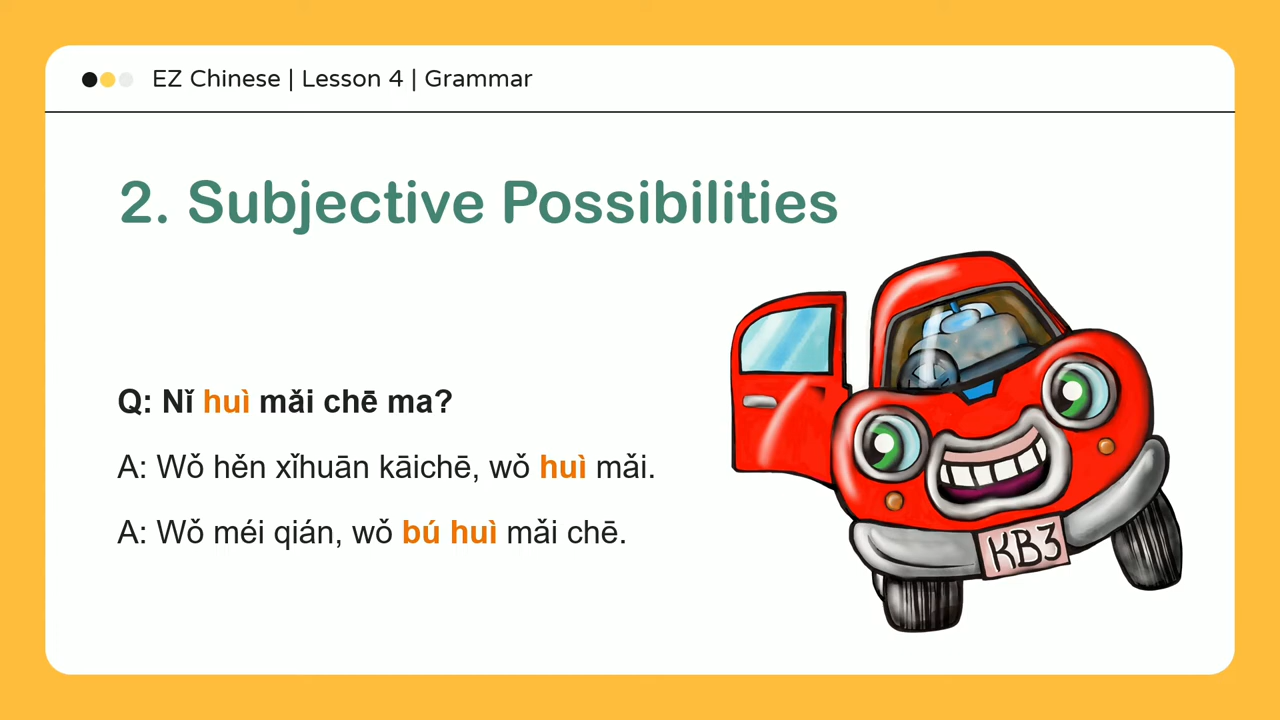 EZ Chinese | Lesson 4 | Grammar
2. Subjective Possibilities
Q: Nǐ huì mǎi chē ma?
A: Wǒ hěn xǐhuān kāichē, wǒ huì mǎi.
A: Wǒ méi qián, wǒ bú huì mǎi chē.
KB3